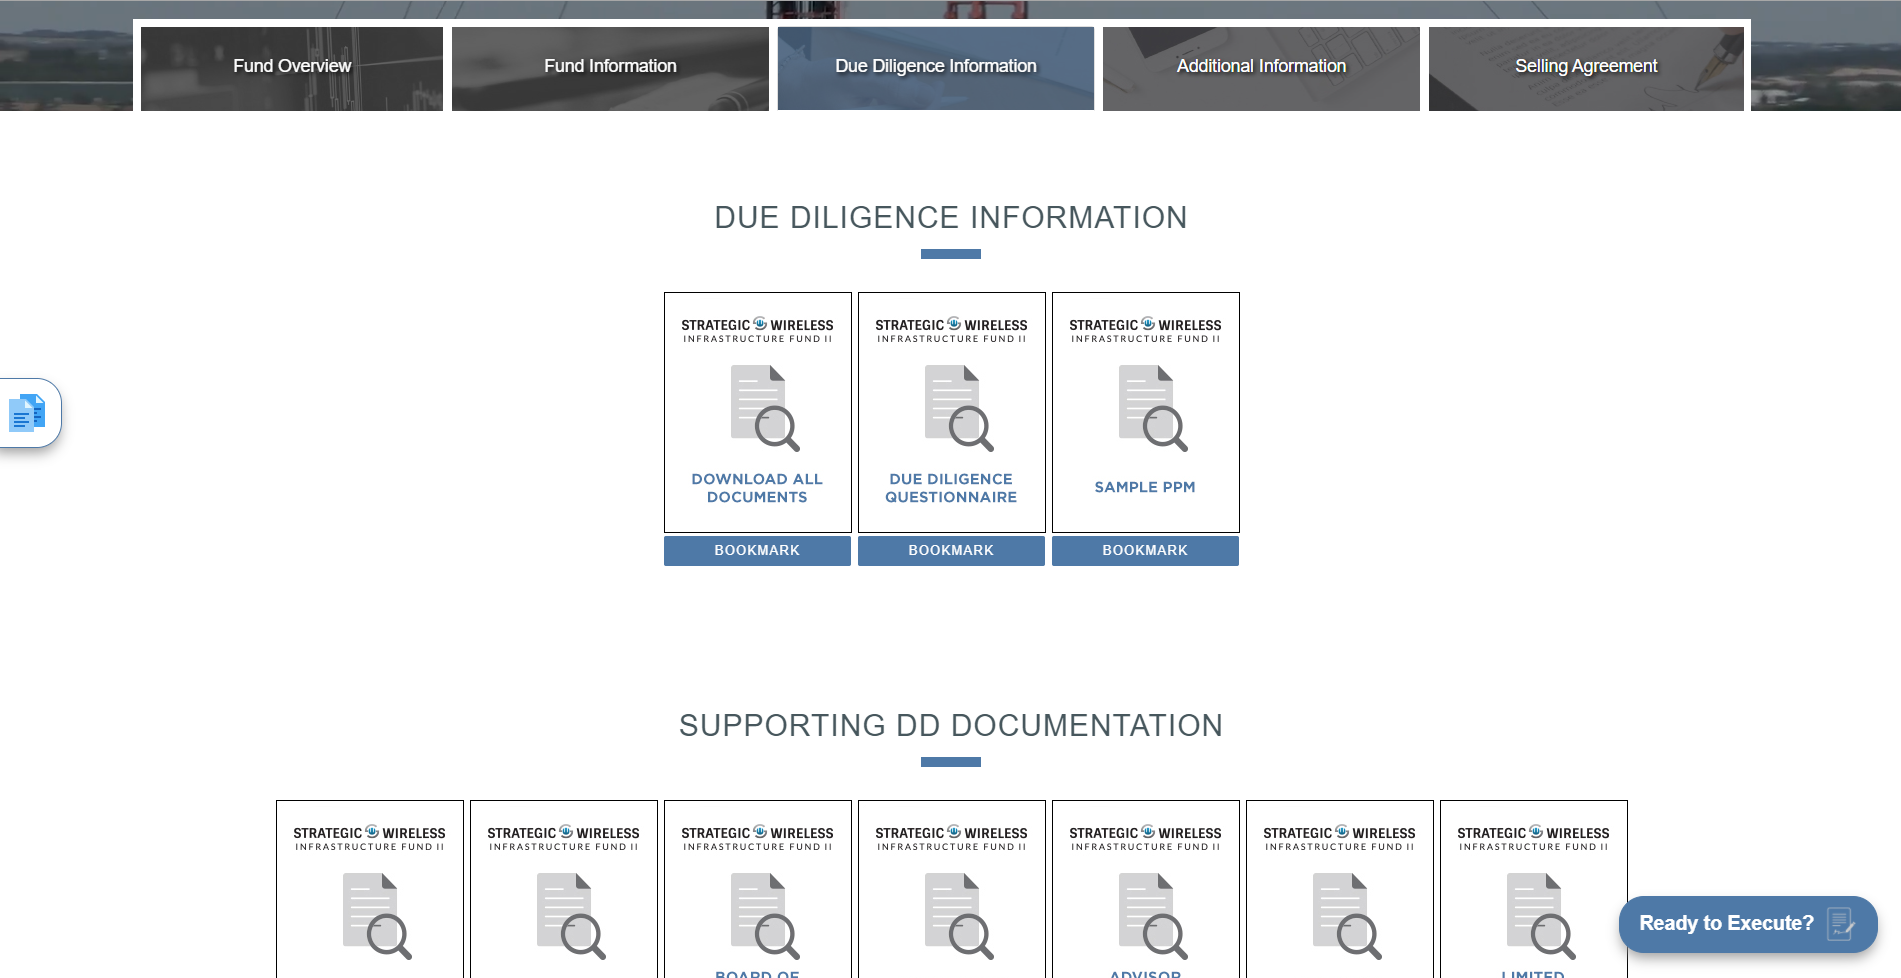 Fund Overview
Fund Information
Due Diligence Information
Additional Information
Selling Agreement
DUE DILIGENCE INFORMATION
STRATEGIC WIRELESS
INFRASTRUCTURE FUND II
DOWNLOAD ALL
DOCUMENTS
BOOKMARK
STRATEGIC WIRELESS
INFRASTRUCTURE FUND II
DUE DILIGENCE
QUESTIONNAIRE
BOOKMARK
STRATEGIC WIRELESS
INFRASTRUCTURE FUND II
SAMPLE PPM
BOOKMARK
SUPPORTING DD DOCUMENTATION
STRATEGIC WIRELESS
INFRASTRUCTURE FUND II
STRATEGIC WIRELESS
INFRASTRUCTURE FUND II
STRATEGIC WIRELESS
INFRASTRUCTURE FUND II
BOARD OF
STRATEGIC WIRELESS
INFRASTRUCTURE FUND II
STRATEGIC WIRELESS
INFRASTRUCTURE FUND II
ADVISOR
STRATEGIC WIRELESS
INFRASTRUCTURE FUND II
STRATEGIC WIRELESS
INFRASTRUCTURE FUND II
LIMITED
Ready to Execute?